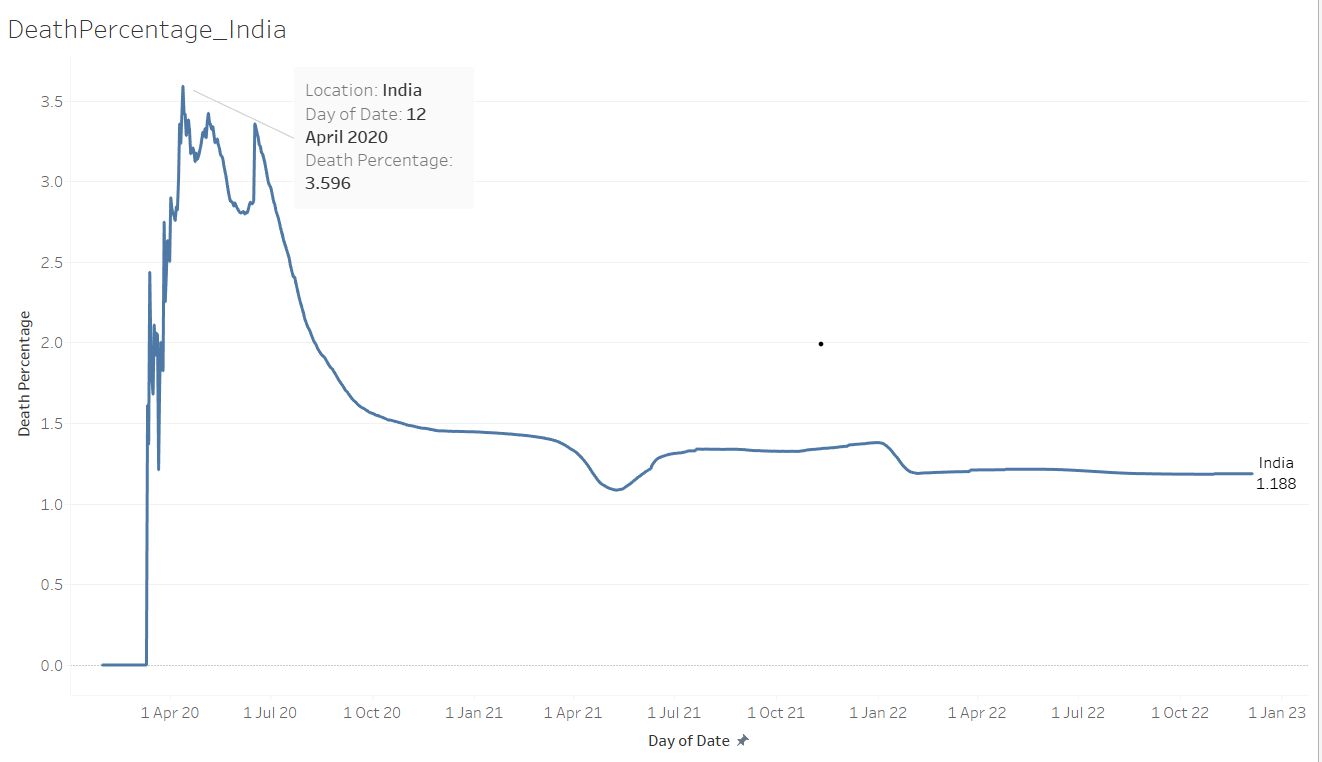 DeathPercentage_India
Location: India
Day of Date: 12
April 2020
Death Percentage:
3.596
3.5
3.0
2.5
2.0
1.5
1.0
0.5
0.0
Death Percentage
India
1.188
1 Apr 20
1 Jul 20
1 Oct 20
1 Jan 21
1 Apr 21
1 Jul 21
1 Oct 21
1 Jan 22
1 Apr 22
1 Jul 22
1 Oct 22
1 Jan 23
Day of Date